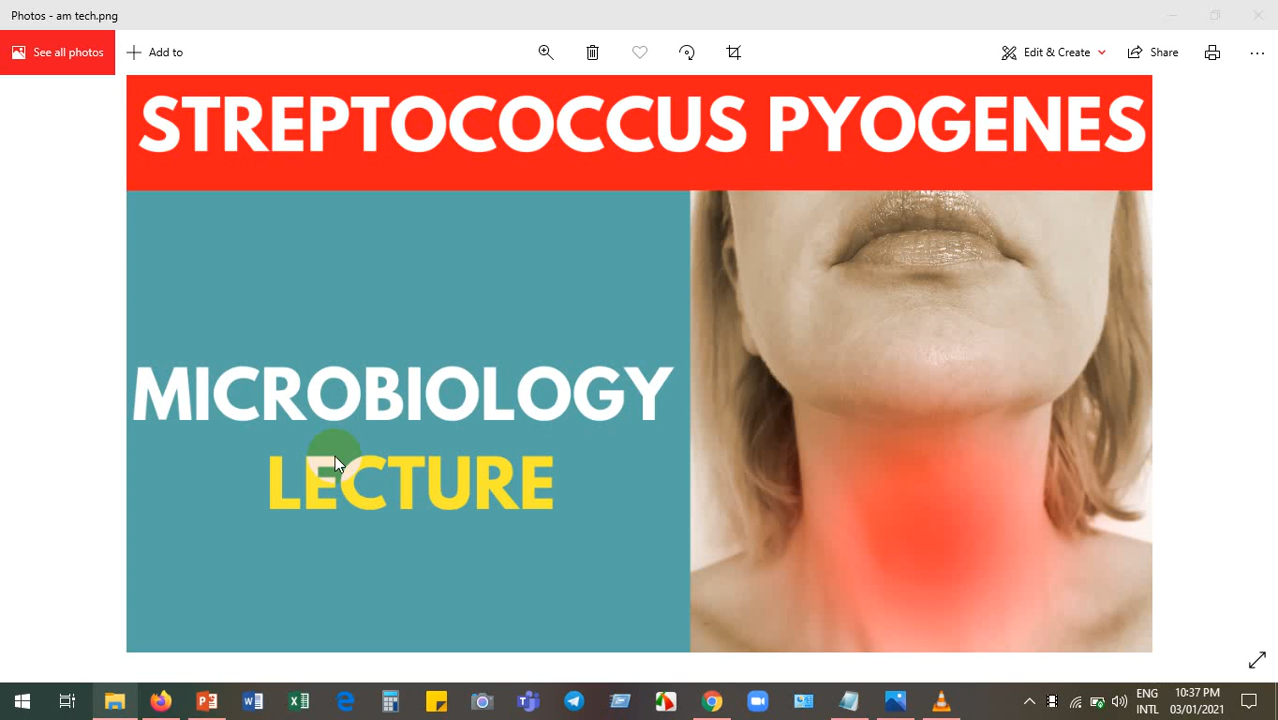 Photos - am tech.png
See all photos
Add to
Edit & Create
Share
STREPTOCOCCUS PYOGENES
MICROBIOLOGY
LECTURE
ENG
INTL
10:37 PM
03/01/2021